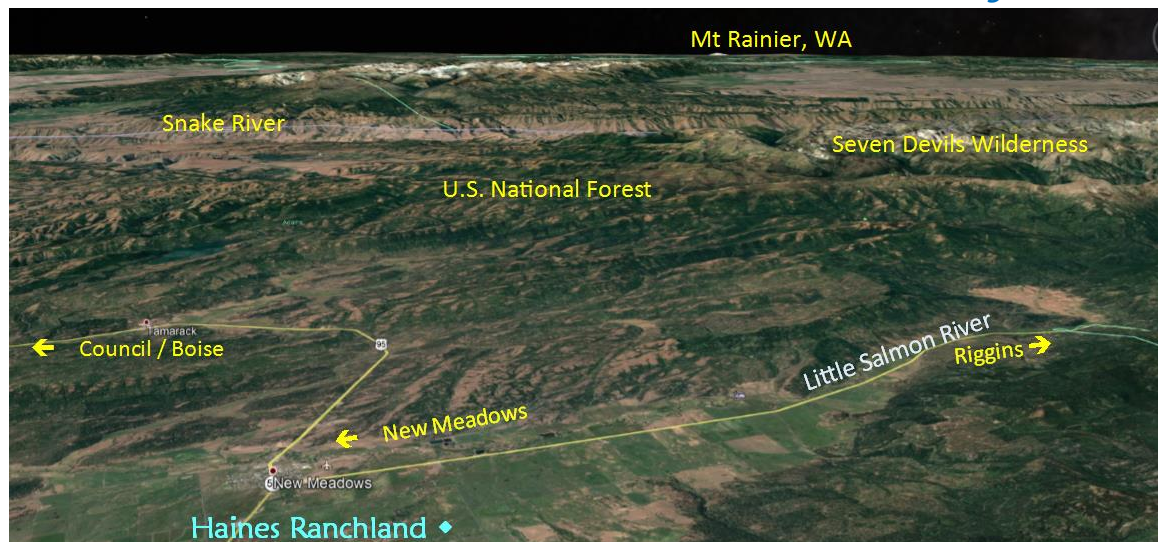 Mt Rainier, WA
Snake River
Seven Devils Wilderness
U.S. National Forest
Tamarack
Council / Boise
95
Little Salmon River
Riggins
New Meadows
New Meadows
Haines Ranchland